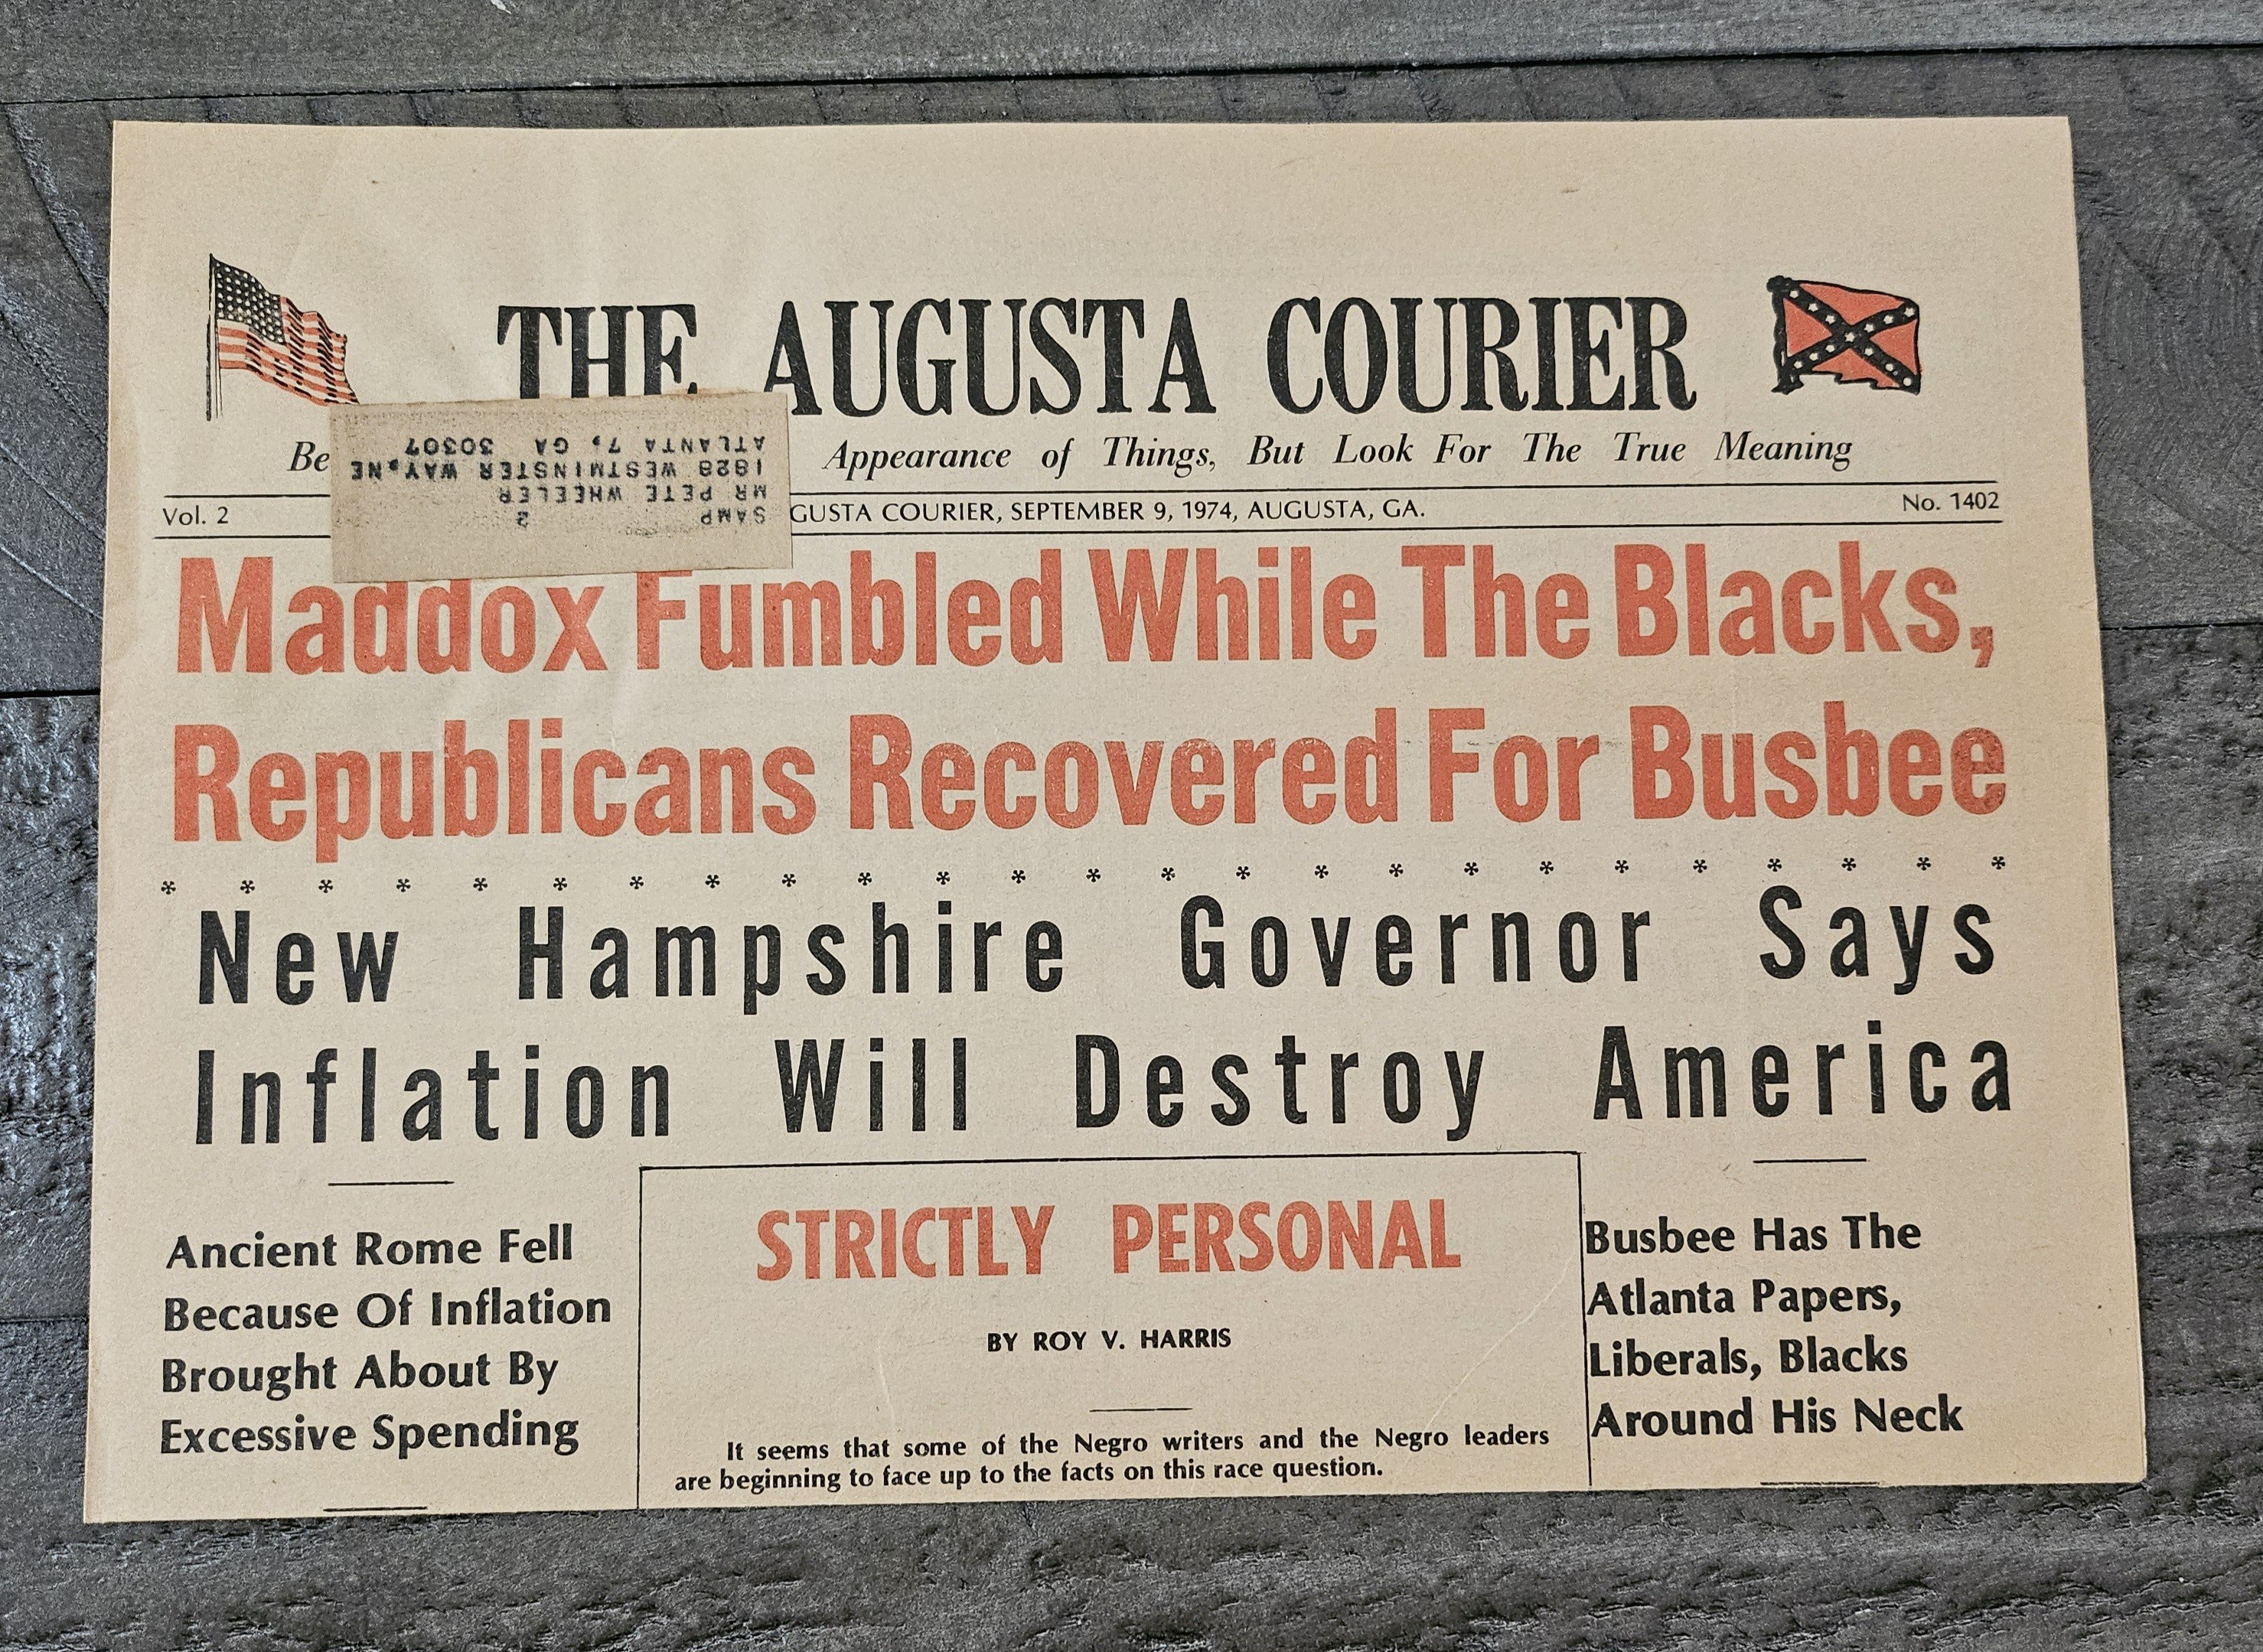 THE AUGUSTA COURIER
Be Appearance of Things, But Look For The True Meaning
Vol. 2 GUSTA COURIER, SEPTEMBER 9, 1974, AUGUSTA, GA. No. 1402
SAMP 2
MR PETE WHEELER
1828 WESTMINSTER WAY,NE
ATLANTA 7, GA 30307
Maddox Fumbled While The Blacks,
Republicans Recovered For Busbee
* * * * * * * * * * * * * * * * * * * * * * * * *
New Hampshire Governor Says
Inflation Will Destroy America
Ancient Rome Fell
Because Of Inflation
Brought About By
Excessive Spending
STRICTLY PERSONAL
BY ROY V. HARRIS
It seems that some of the Negro writers and the Negro leaders
are beginning to face up to the facts on this race question.
Busbee Has The
Atlanta Papers,
Liberals, Blacks
Around His Neck